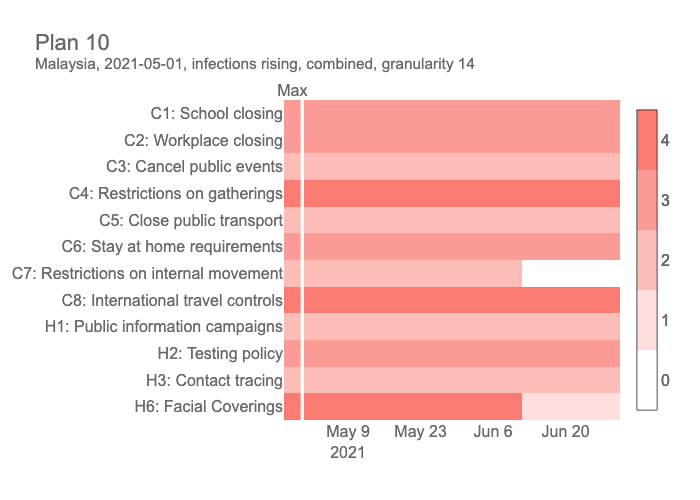 Plan 10
Malaysia, 2021-05-01, infections rising, combined, granularity 14
Max
C1: School closing
C2: Workplace closing
C3: Cancel public events
C4: Restrictions on gatherings
C5: Close public transport
C6: Stay at home requirements
C7: Restrictions on internal movement
C8: International travel controls
H1: Public information campaigns
H2: Testing policy
H3: Contact tracing
H6: Facial Coverings
May 9 May 23 Jun 6 Jun 20
2021
4
3
2
1
0